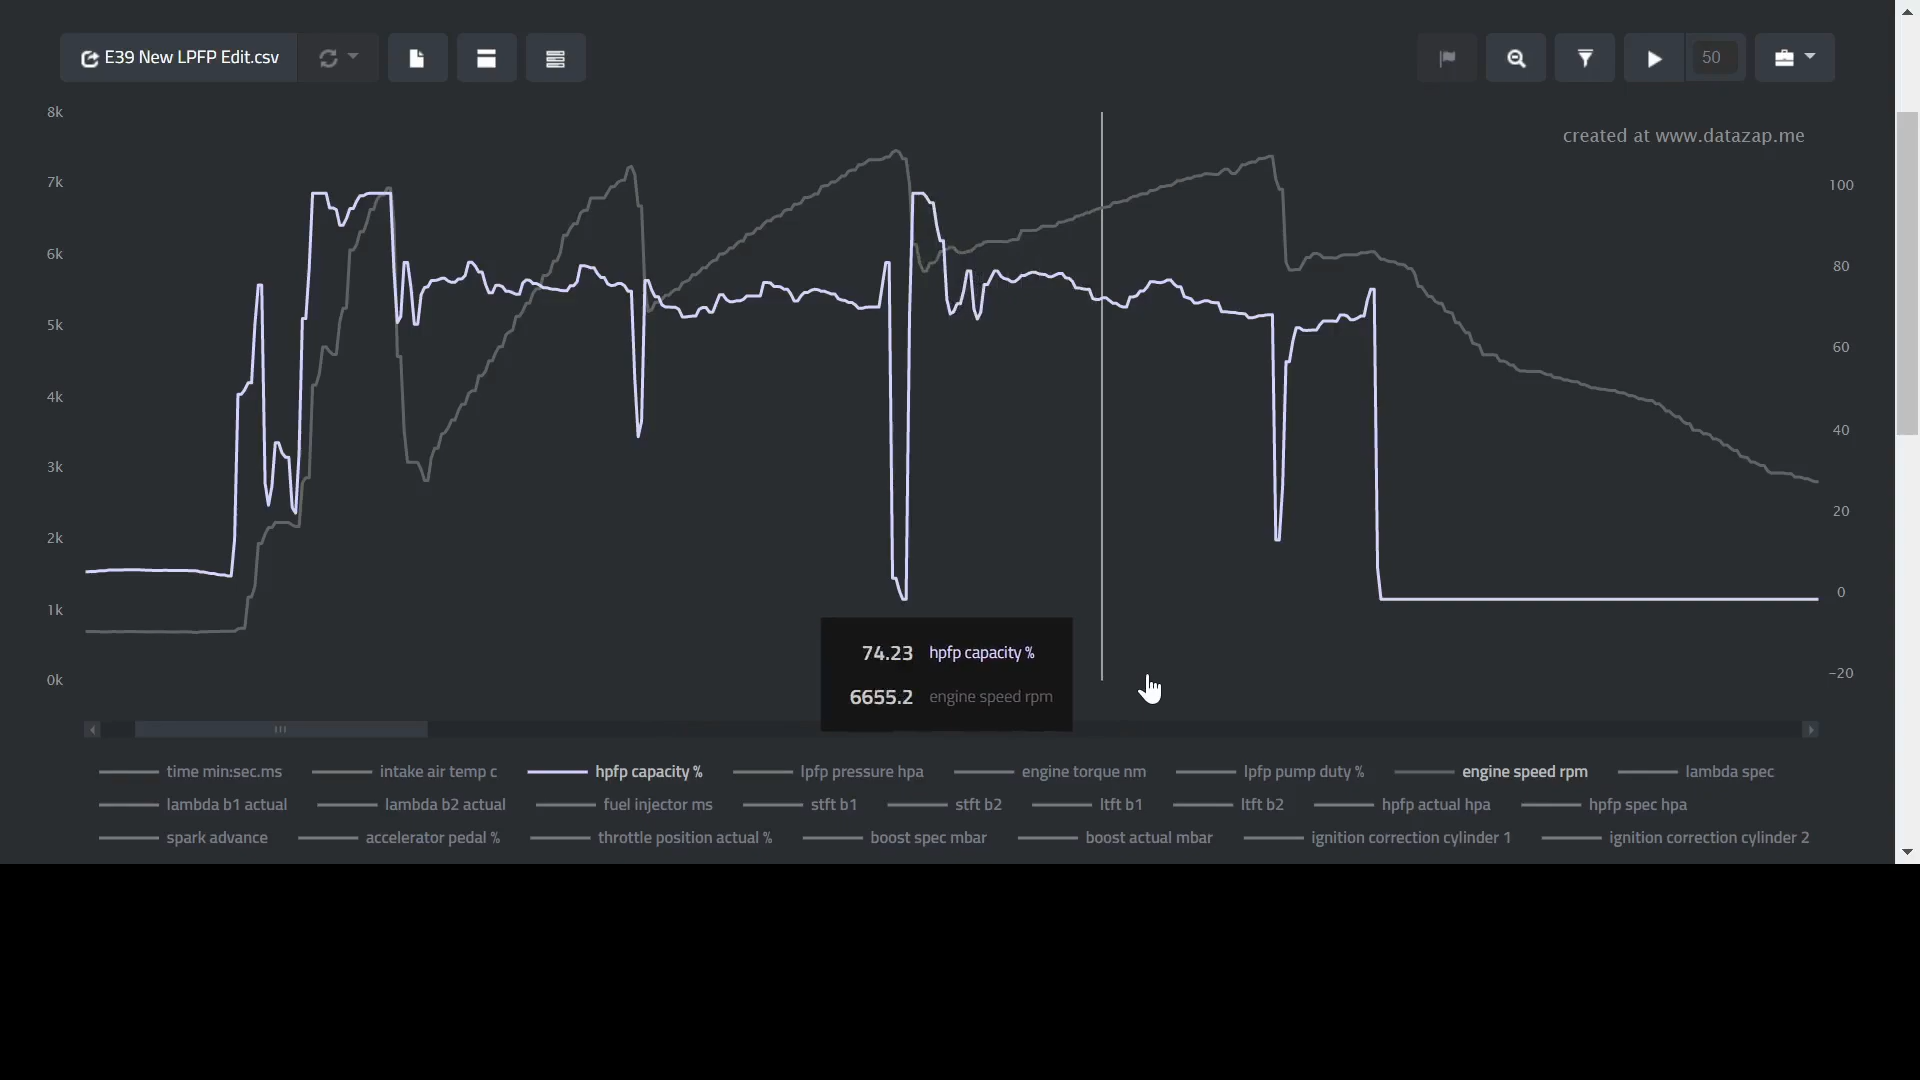 E39 New LPFP Edit.csv
50
8k
created at www.datazap.me
7k
100
6k
80
5k
60
4k
40
3k
20
2k
0
1k
74.23 hpfp capacity %
6655.2 engine speed rpm
0k
-20
time min:sec.ms intake air temp c hpfp capacity % lpfp pressure hpa engine torque nm lpfp pump duty % engine speed rpm lambda spec
lambda b1 actual lambda b2 actual fuel injector ms stft b1 stft b2 ltft b1 ltft b2 hpfp actual hpa hpfp spec hpa
spark advance accelerator pedal % throttle position actual % boost spec mbar boost actual mbar ignition correction cylinder 1 ignition correction cylinder 2